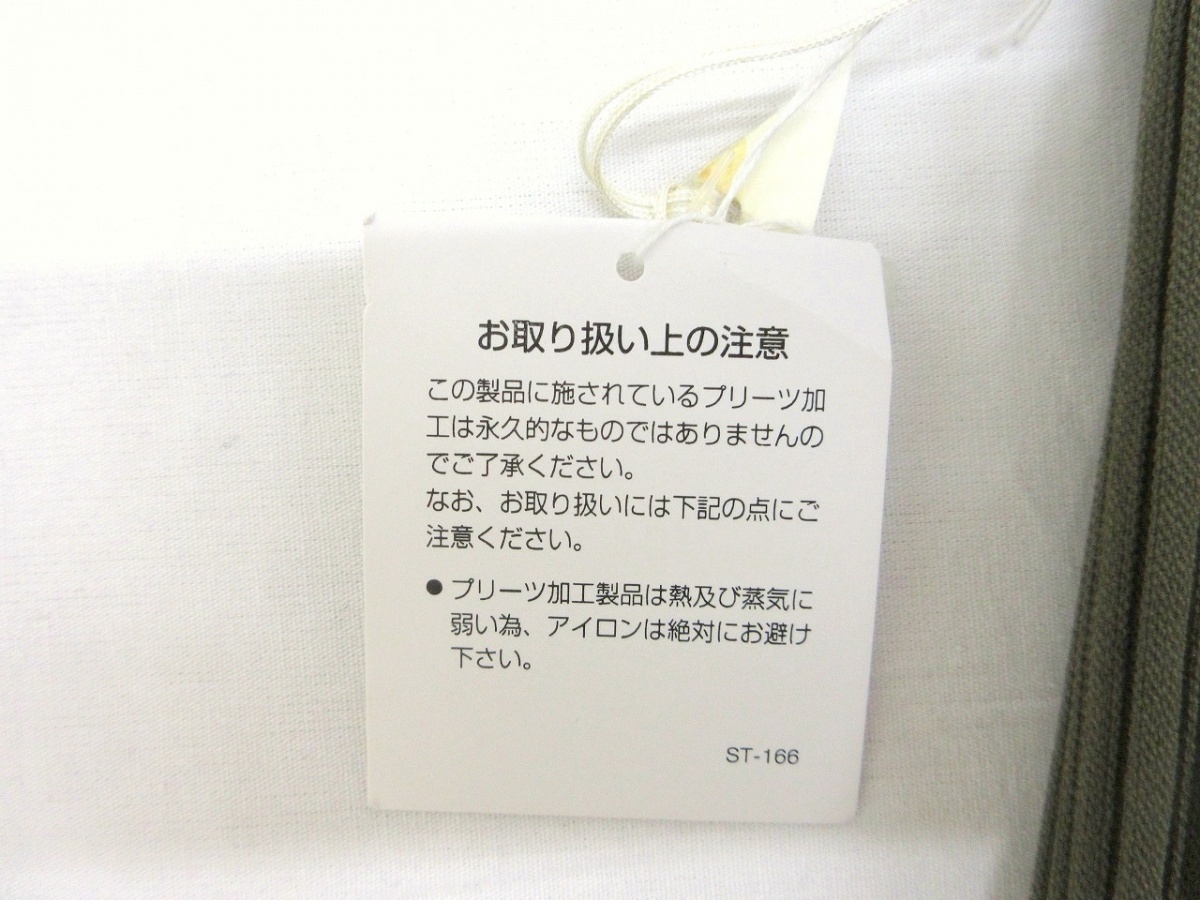 お取り扱い上の注意
この製品に施されているプリーツ加
工は永久的なものではありませんの
でご了承ください。
なお、お取り扱いには下記の点にご
注意ください。
● プリーツ加工製品は熱及び蒸気に
弱い為、アイロンは絶対にお避け
下さい。
ST-166